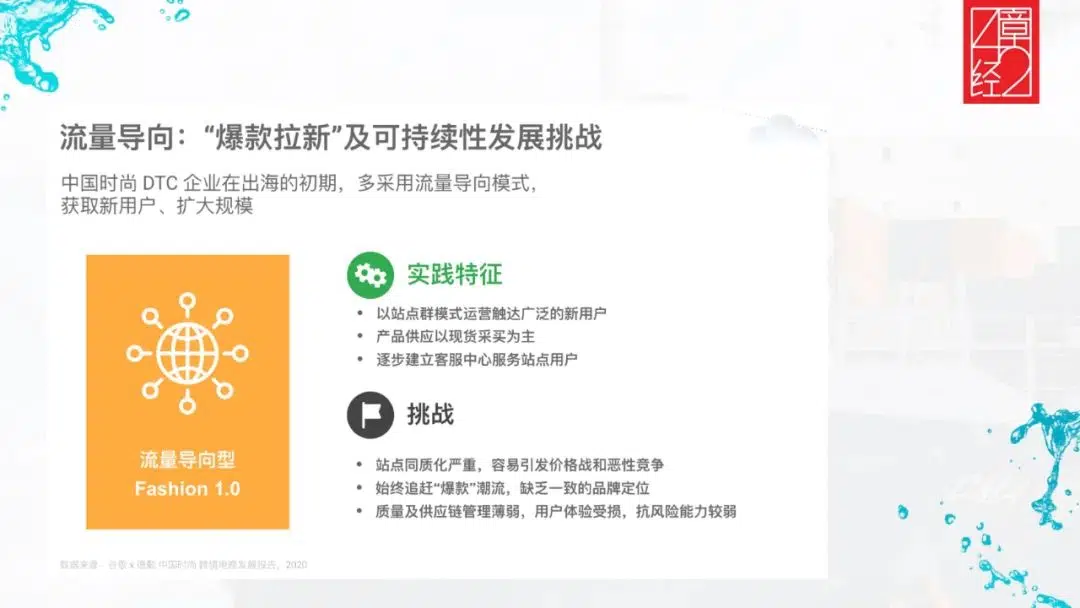 42章经
流量导向：“爆款拉新”及可持续性发展挑战
中国时尚 DTC 企业在出海的初期，多采用流量导向模式，
获取新用户、扩大规模
流量导向型
Fashion 1.0
实践特征
• 以站点群模式运营触达广泛的新用户
• 产品供应以现货采买为主
• 逐步建立客服中心服务站点用户
挑战
• 站点同质化严重，容易引发价格战和恶性竞争
• 始终追赶“爆款”潮流，缺乏一致的品牌定位
• 质量及供应链管理薄弱，用户体验受损，抗风险能力较弱
数据来源：谷歌 x 德勤 中国时尚 跨境电商发展报告，2020